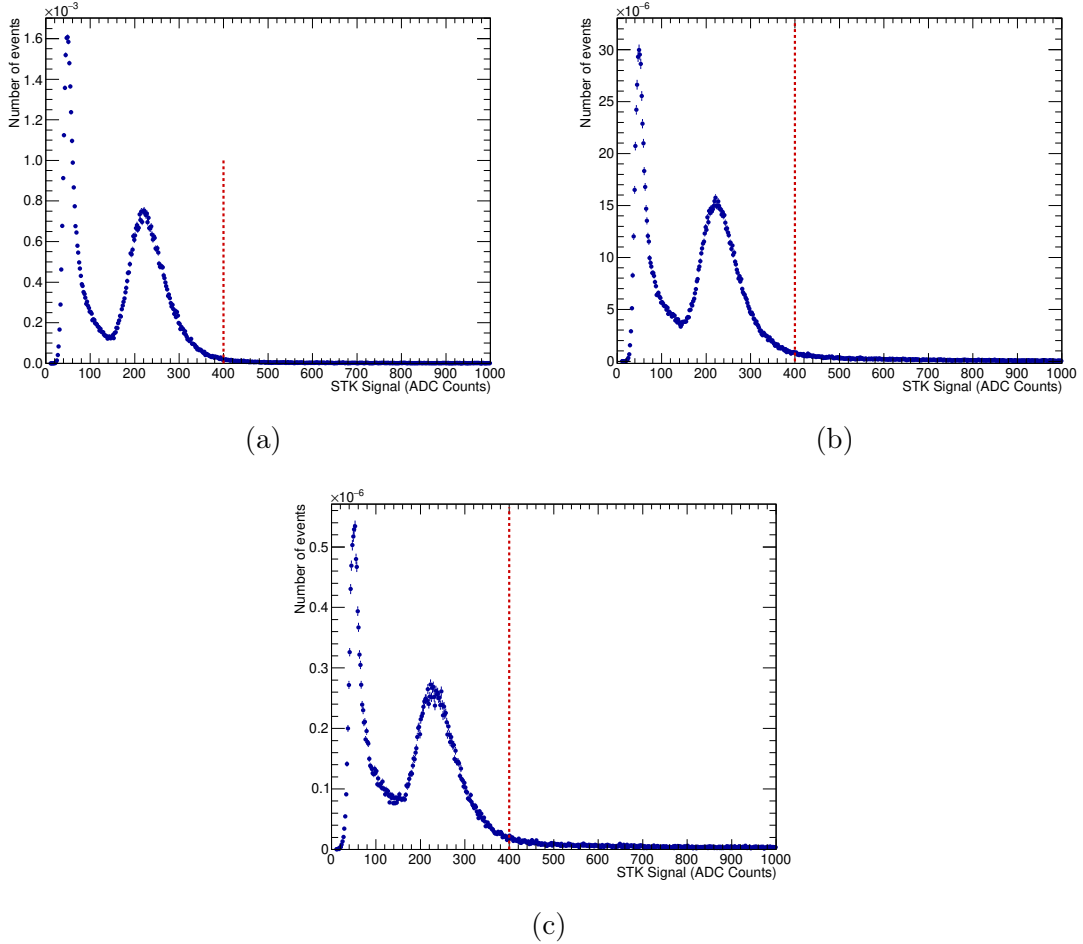 ×10⁻³
Number of events
1.6
1.4
1.2
1.0
0.8
0.6
0.4
0.2
0.0
0 100 200 300 400 500 600 700 800 900 1000
STK Signal (ADC Counts)
(a)
×10⁻⁶
Number of events
30
25
20
15
10
5
0
0 100 200 300 400 500 600 700 800 900 1000
STK Signal (ADC Counts)
(b)
×10⁻⁶
Number of events
0.5
0.4
0.3
0.2
0.1
0
0 100 200 300 400 500 600 700 800 900 1000
STK Signal (ADC Counts)
(c)